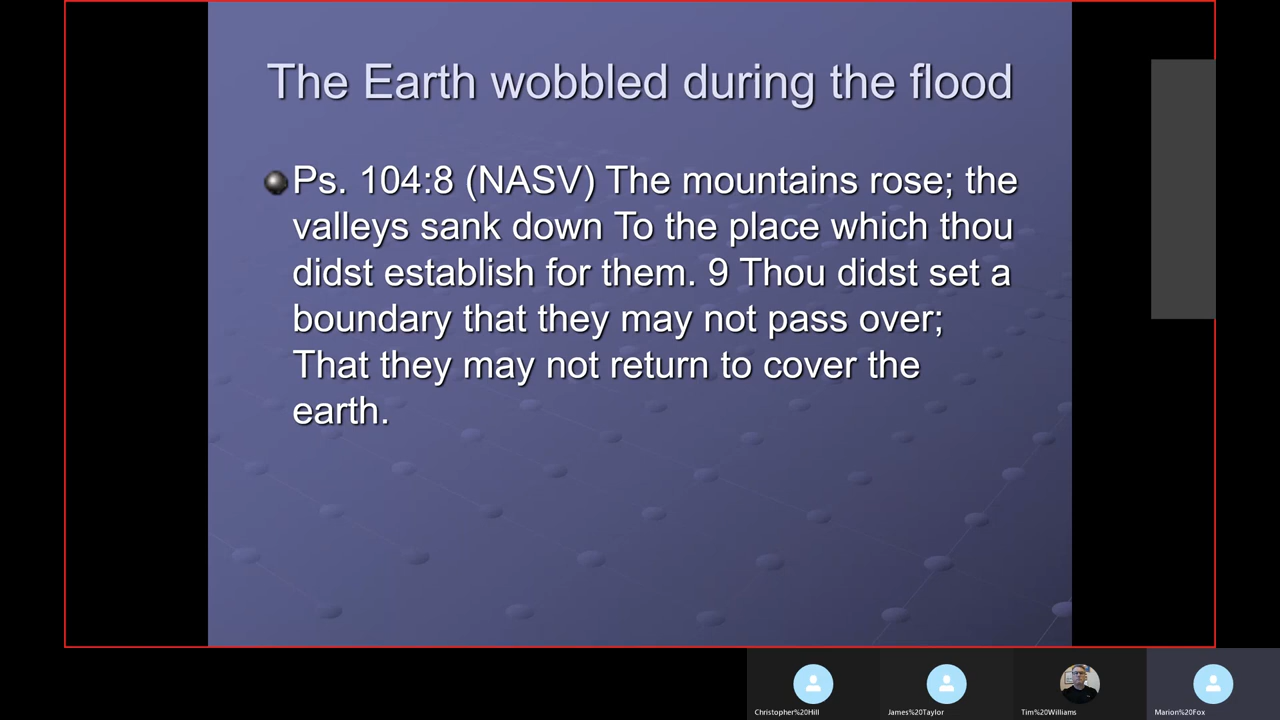 The Earth wobbled during the flood
Ps. 104:8 (NASV) The mountains rose; the
valleys sank down To the place which thou
didst establish for them. 9 Thou didst set a
boundary that they may not pass over;
That they may not return to cover the
earth.
Christopher%20Hill
James%20Taylor
Tim%20Williams
Marion%20Fox